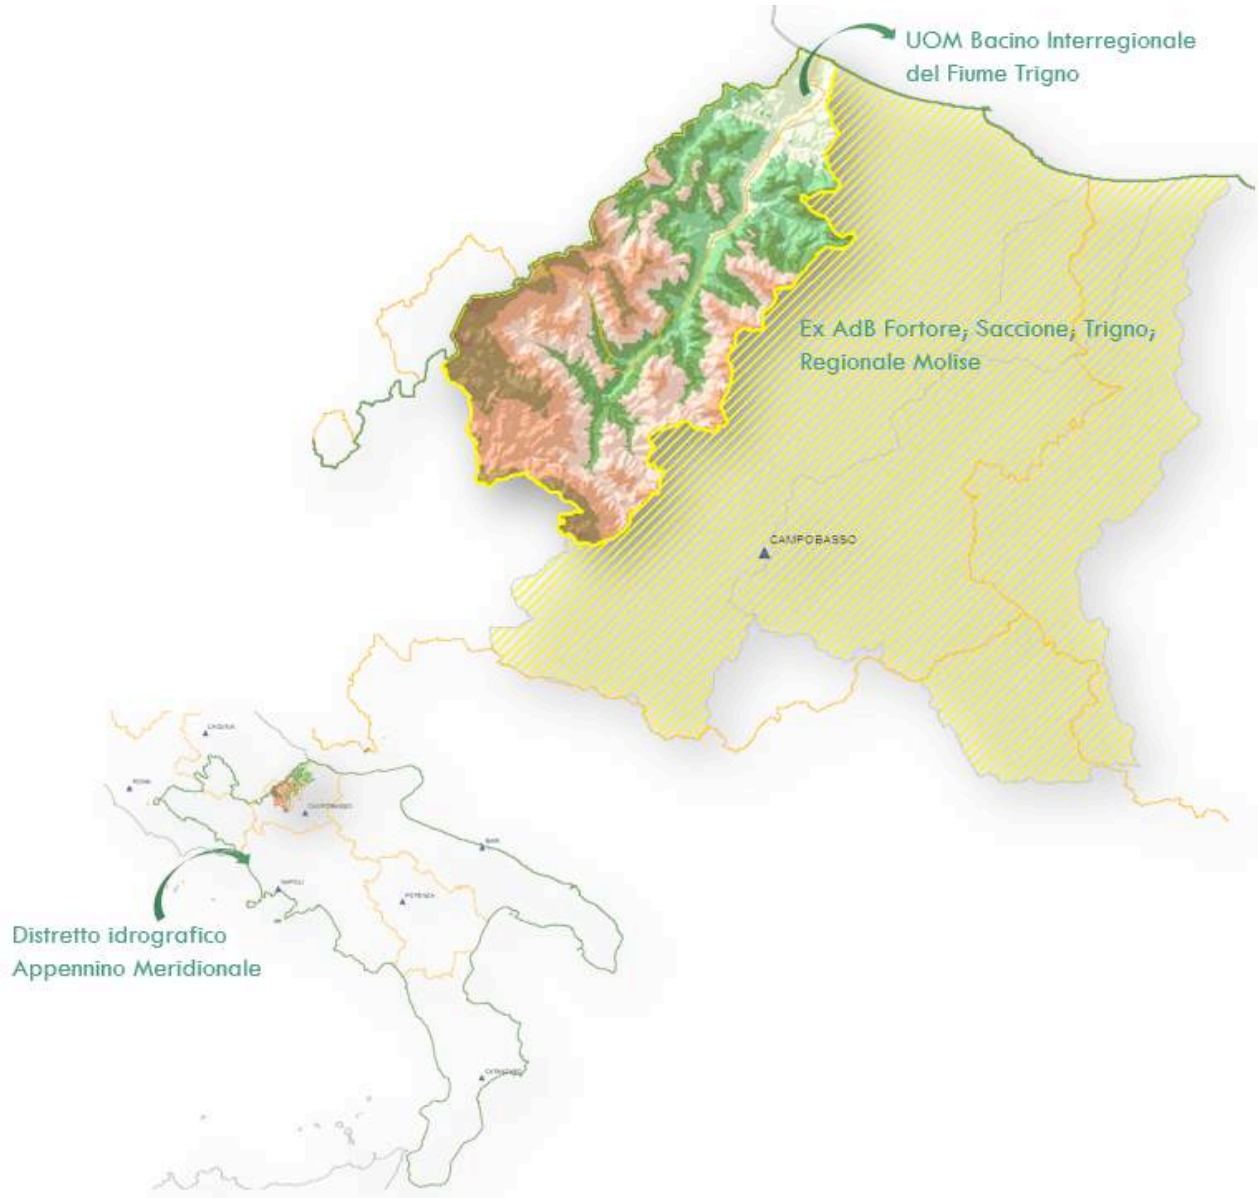 UOM Bacino Interregionale
del Fiume Trigno
Ex AdB Fortore, Saccione, Trigno,
Regionale Molise
CAMPOBASSO
L'AQUILA
ROMA
CAMPOBASSO
BARI
NAPOLI
POTENZA
Distretto idrografico
Appennino Meridionale
CATANZARO